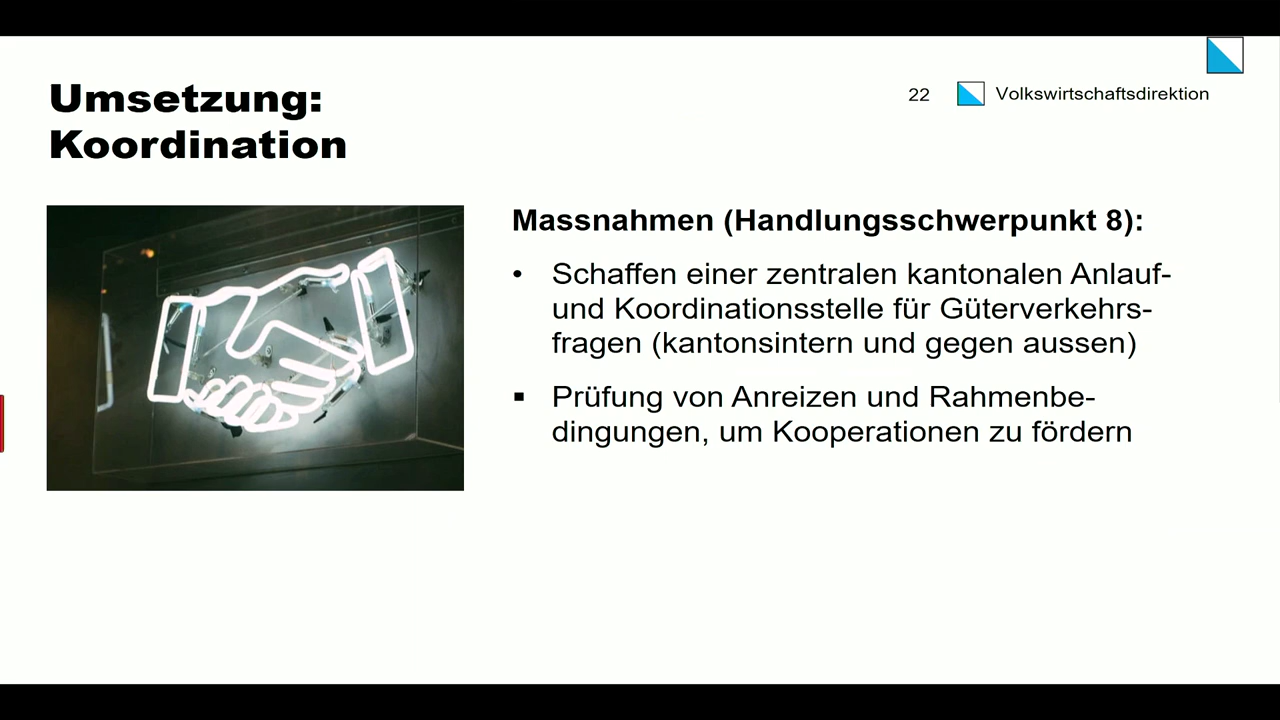 Umsetzung:
Koordination
22
Volkswirtschaftsdirektion
Massnahmen (Handlungsschwerpunkt 8):
• Schaffen einer zentralen kantonalen Anlauf-
und Koordinationsstelle für Güterverkehrs-
fragen (kantonsintern und gegen aussen)
▪ Prüfung von Anreizen und Rahmenbe-
dingungen, um Kooperationen zu fördern